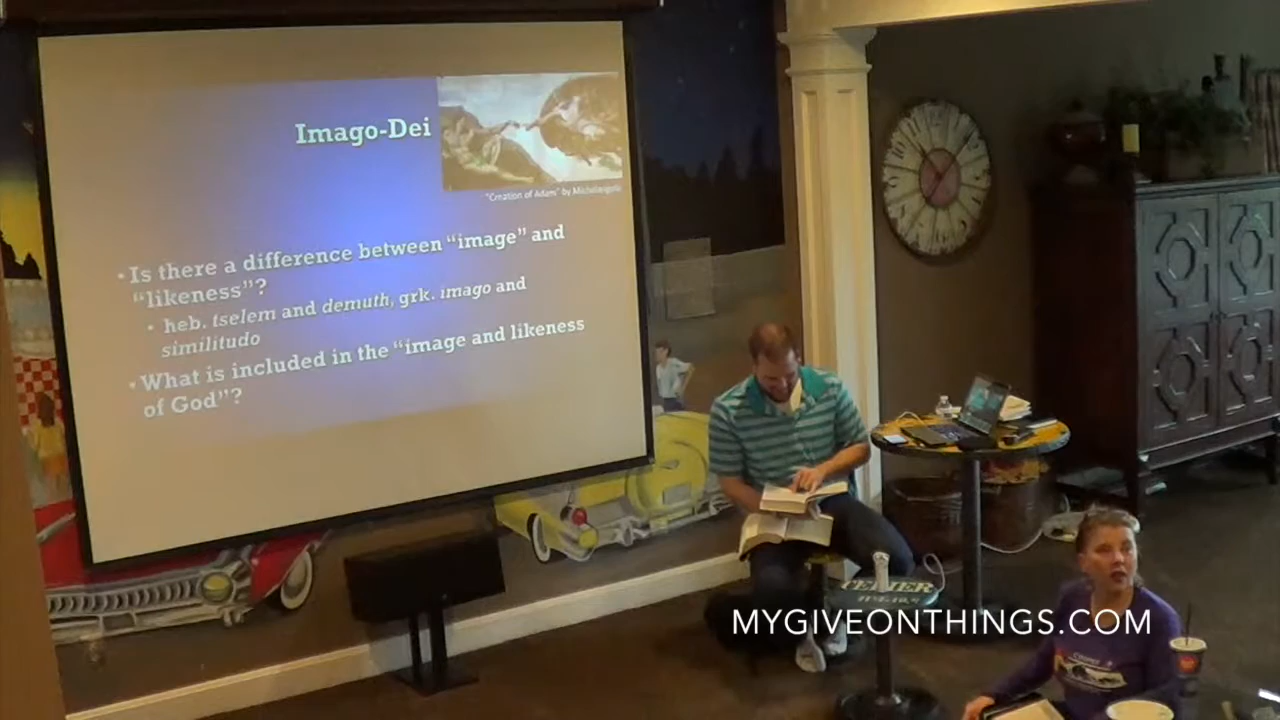 Imago-Dei
"Creation of Adam" by Michelangelo
• Is there a difference between "image" and
"likeness"?
• heb. tselem and demuth, grk. imago and
similitudo
• What is included in the "image and likeness
of God"?
MYGIVEONTHINGS.COM